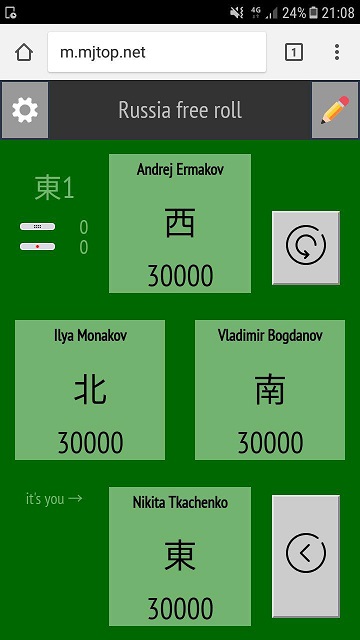 4G 24% 21:08
m.mjtop.net 1
Russia free roll
Andrej Ermakov
東1
西
0
0
30000
Ilya Monakov
北
30000
Vladimir Bogdanov
南
30000
it's you →
Nikita Tkachenko
東
30000